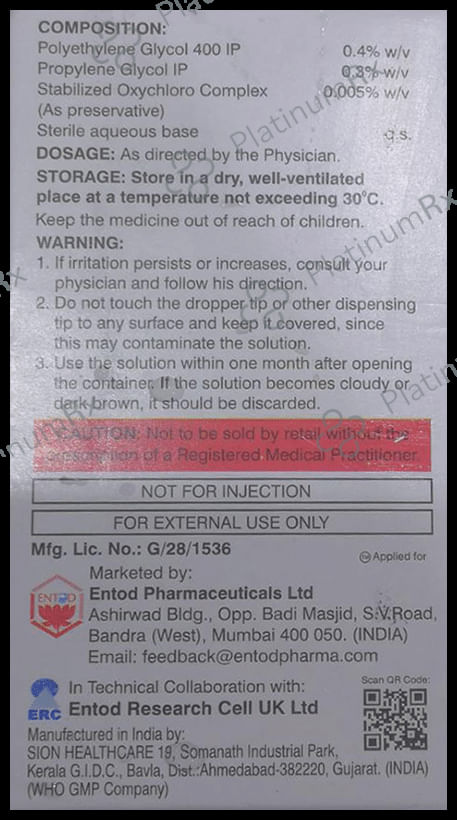 COMPOSITION:
Polyethylene Glycol 400 IP 0.4% w/v
Propylene Glycol IP 0.3% w/v
Stabilized Oxychloro Complex 0.005% w/v
(As preservative)
Sterile aqueous base q.s.
DOSAGE: As directed by the Physician.
STORAGE: Store in a dry, well-ventilated
place at a temperature not exceeding 30°C.
Keep the medicine out of reach of children.
WARNING:
1. If irritation persists or increases, consult your
physician and follow his direction.
2. Do not touch the dropper tip or other dispensing
tip to any surface and keep it covered, since
this may contaminate the solution.
3. Use the solution within one month after opening
the container. If the solution becomes cloudy or
dark brown, it should be discarded.
CAUTION: Not to be sold by retail without the
prescription of a Registered Medical Practitioner.
NOT FOR INJECTION
FOR EXTERNAL USE ONLY
Mfg. Lic. No.: G/28/1536
TM Applied for
Marketed by:
ENTOD
Entod Pharmaceuticals Ltd
Ashirwad Bldg., Opp. Badi Masjid, S.V.Road,
Bandra (West), Mumbai 400 050. (INDIA)
Email: feedback@entodpharma.com
Scan QR Code:
In Technical Collaboration with:
ERC Entod Research Cell UK Ltd
Manufactured in India by:
SION HEALTHCARE 19, Somanath Industrial Park,
Kerala G.I.D.C., Bavla, Dist.:Ahmedabad-382220, Gujarat. (INDIA)
(WHO GMP Company)
PlatinumRx